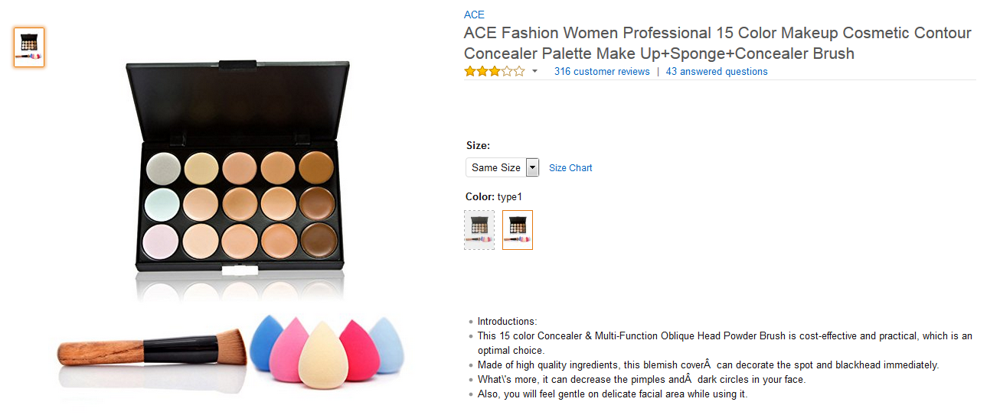 ACE
ACE Fashion Women Professional 15 Color Makeup Cosmetic Contour
Concealer Palette Make Up+Sponge+Concealer Brush
316 customer reviews | 43 answered questions
Size:
Same Size Size Chart
Color: type1
Introductions:
This 15 color Concealer & Multi-Function Oblique Head Powder Brush is cost-effective and practical, which is an
optimal choice.
Made of high quality ingredients, this blemish coverÂ can decorate the spot and blackhead immediately.
What\'s more, it can decrease the pimples andÂ dark circles in your face.
Also, you will feel gentle on delicate facial area while using it.